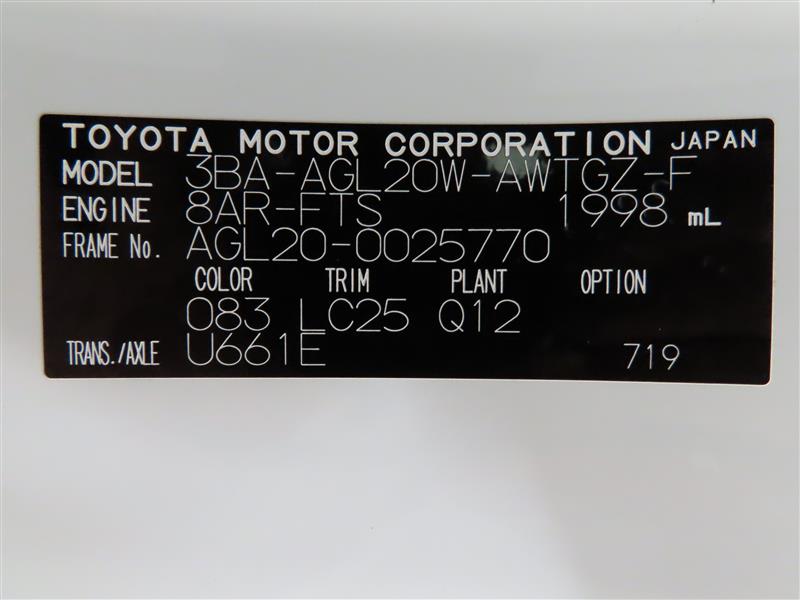 TOYOTA MOTOR CORPORATION JAPAN
MODEL 3BA-AGL20W-AWTGZ-F
ENGINE 8AR-FTS 1998 mL
FRAME No. AGL20-0025770
COLOR TRIM PLANT OPTION
083 LC25 Q12
TRANS./AXLE U661E 719